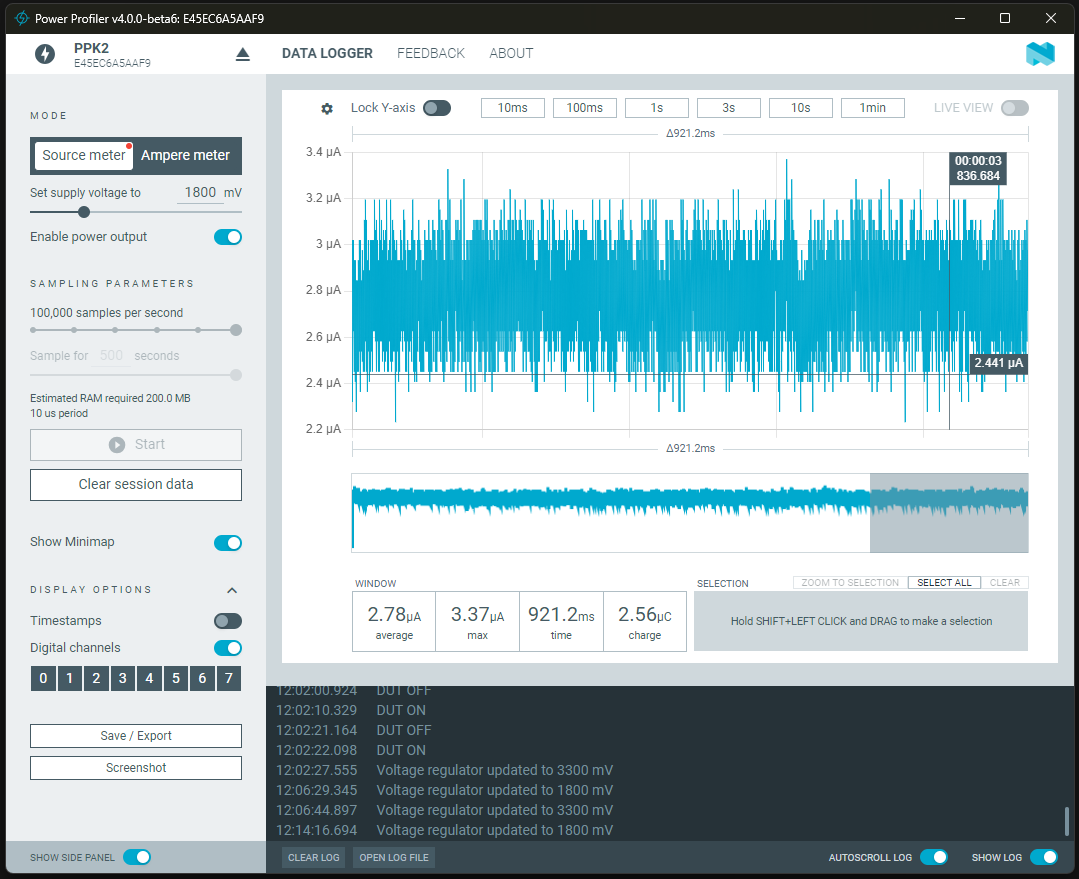 Power Profiler v4.0.0-beta6: E45EC6A5AAF9
PPK2
E45EC6A5AAF9
DATA LOGGER FEEDBACK ABOUT
MODE
Source meter Ampere meter
Set supply voltage to 1800 mV
Enable power output
SAMPLING PARAMETERS
100,000 samples per second
Sample for 500 seconds
Estimated RAM required 200.0 MB
10 us period
Start
Clear session data
Show Minimap
DISPLAY OPTIONS
Timestamps
Digital channels
0 1 2 3 4 5 6 7
Save / Export
Screenshot
SHOW SIDE PANEL
Lock Y-axis 10ms 100ms 1s 3s 10s 1min LIVE VIEW
Δ921.2ms
3.4 µA
3.2 µA
3 µA
2.8 µA
2.6 µA
2.4 µA
2.2 µA
00:00:03
836.684
2.441 µA
Δ921.2ms
WINDOW
2.78µA 3.37µA 921.2ms 2.56µC
average max time charge
SELECTION ZOOM TO SELECTION SELECT ALL CLEAR
Hold SHIFT+LEFT CLICK and DRAG to make a selection
12:02:00.924 DUT OFF
12:02:10.329 DUT ON
12:02:21.164 DUT OFF
12:02:22.098 DUT ON
12:02:27.555 Voltage regulator updated to 3300 mV
12:06:29.345 Voltage regulator updated to 1800 mV
12:06:44.897 Voltage regulator updated to 3300 mV
12:14:16.694 Voltage regulator updated to 1800 mV
CLEAR LOG OPEN LOG FILE AUTOSCROLL LOG SHOW LOG